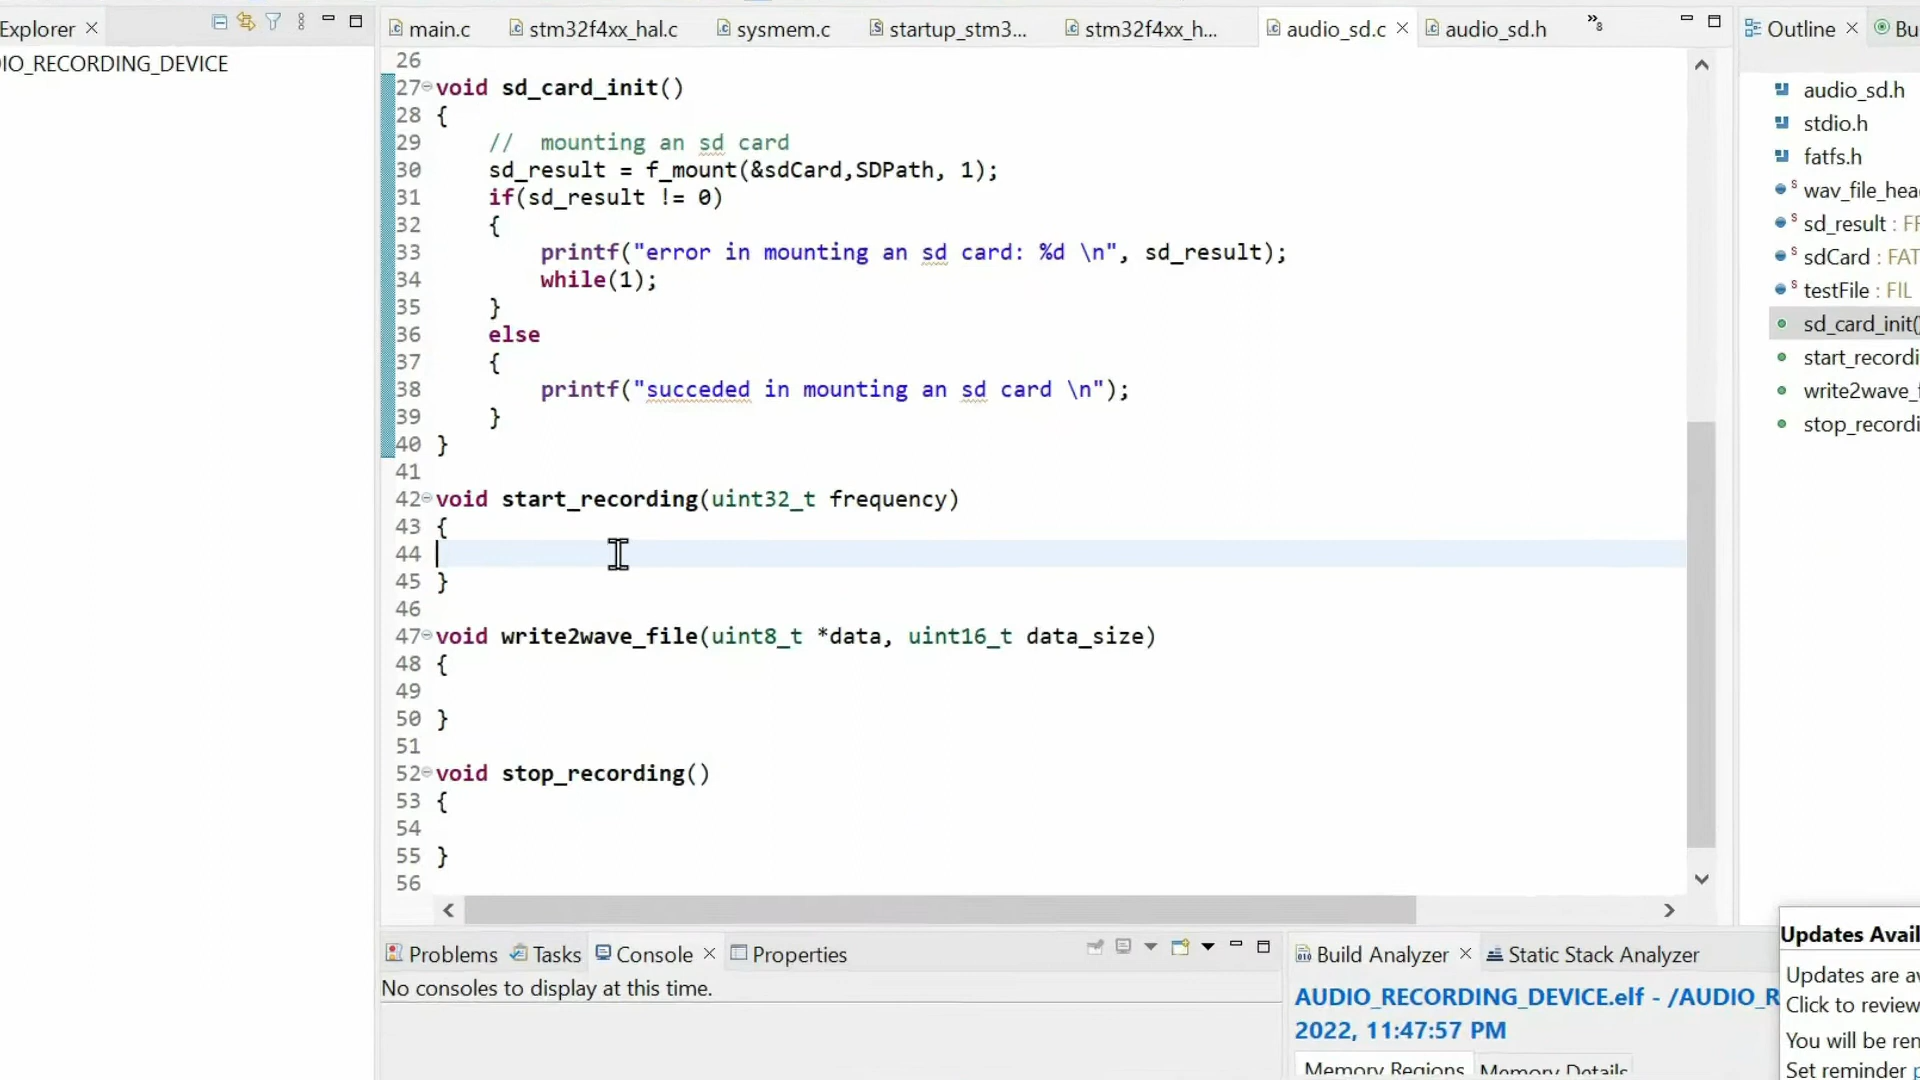 Explorer
main.c stm32f4xx_hal.c sysmem.c startup_stm3... stm32f4xx_h... audio_sd.c audio_sd.h 8
Outline
IO_RECORDING_DEVICE
26
27 void sd_card_init()
28 {
29 // mounting an sd card
30 sd_result = f_mount(&sdCard,SDPath, 1);
31 if(sd_result != 0)
32 {
33 printf("error in mounting an sd card: %d \n", sd_result);
34 while(1);
35 }
36 else
37 {
38 printf("succeded in mounting an sd card \n");
39 }
40 }
41
42 void start_recording(uint32_t frequency)
43 {
44
45 }
46
47 void write2wave_file(uint8_t *data, uint16_t data_size)
48 {
49
50 }
51
52 void stop_recording()
53 {
54
55 }
56
audio_sd.h
stdio.h
fatfs.h
wav_file_hea
sd_result : FF
sdCard : FAT
testFile : FIL
sd_card_init()
start_recordi
write2wave_f
stop_recordi
Problems Tasks Console Properties
No consoles to display at this time.
Build Analyzer Static Stack Analyzer
AUDIO_RECORDING_DEVICE.elf - /AUDIO_R
2022, 11:47:57 PM
Memory Regions Memory Details
Updates Avail
Updates are av
Click to review
You will be ren
Set reminder p